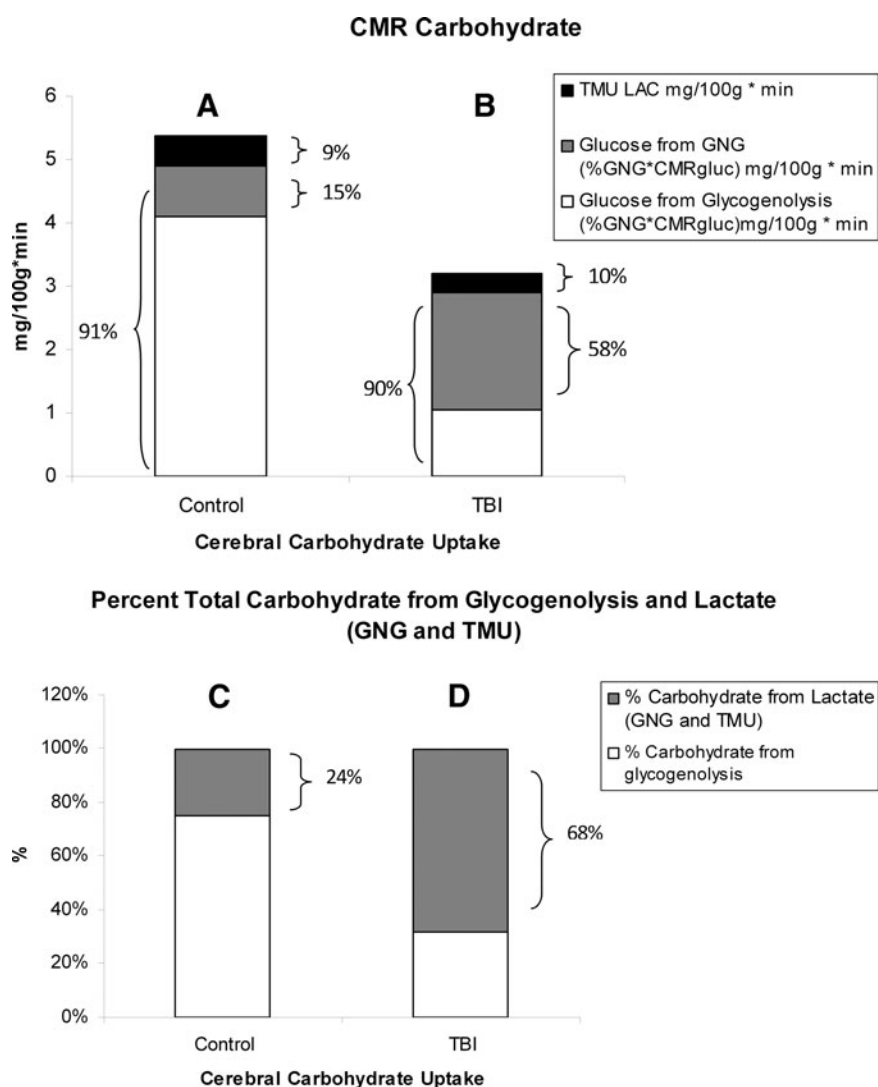 CMR Carbohydrate
A
B
TMU LAC mg/100g * min
Glucose from GNG
(%GNG*CMRgluc) mg/100g * min
Glucose from Glycogenolysis
(%GNG*CMRgluc)mg/100g * min
mg/100g*min
6
5
4
3
2
1
0
9%
15%
91%
10%
58%
90%
Control
TBI
Cerebral Carbohydrate Uptake
Percent Total Carbohydrate from Glycogenolysis and Lactate
(GNG and TMU)
C
D
% Carbohydrate from Lactate
(GNG and TMU)
% Carbohydrate from
glycogenolysis
%
120%
100%
80%
60%
40%
20%
0%
24%
68%
Control
TBI
Cerebral Carbohydrate Uptake